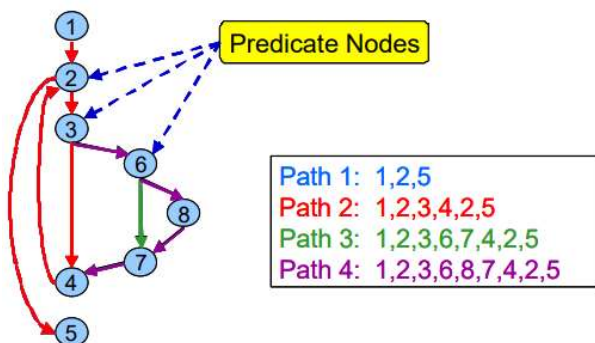 1
Predicate Nodes
2
3
6
8
7
4
5
Path 1: 1,2,5
Path 2: 1,2,3,4,2,5
Path 3: 1,2,3,6,7,4,2,5
Path 4: 1,2,3,6,8,7,4,2,5